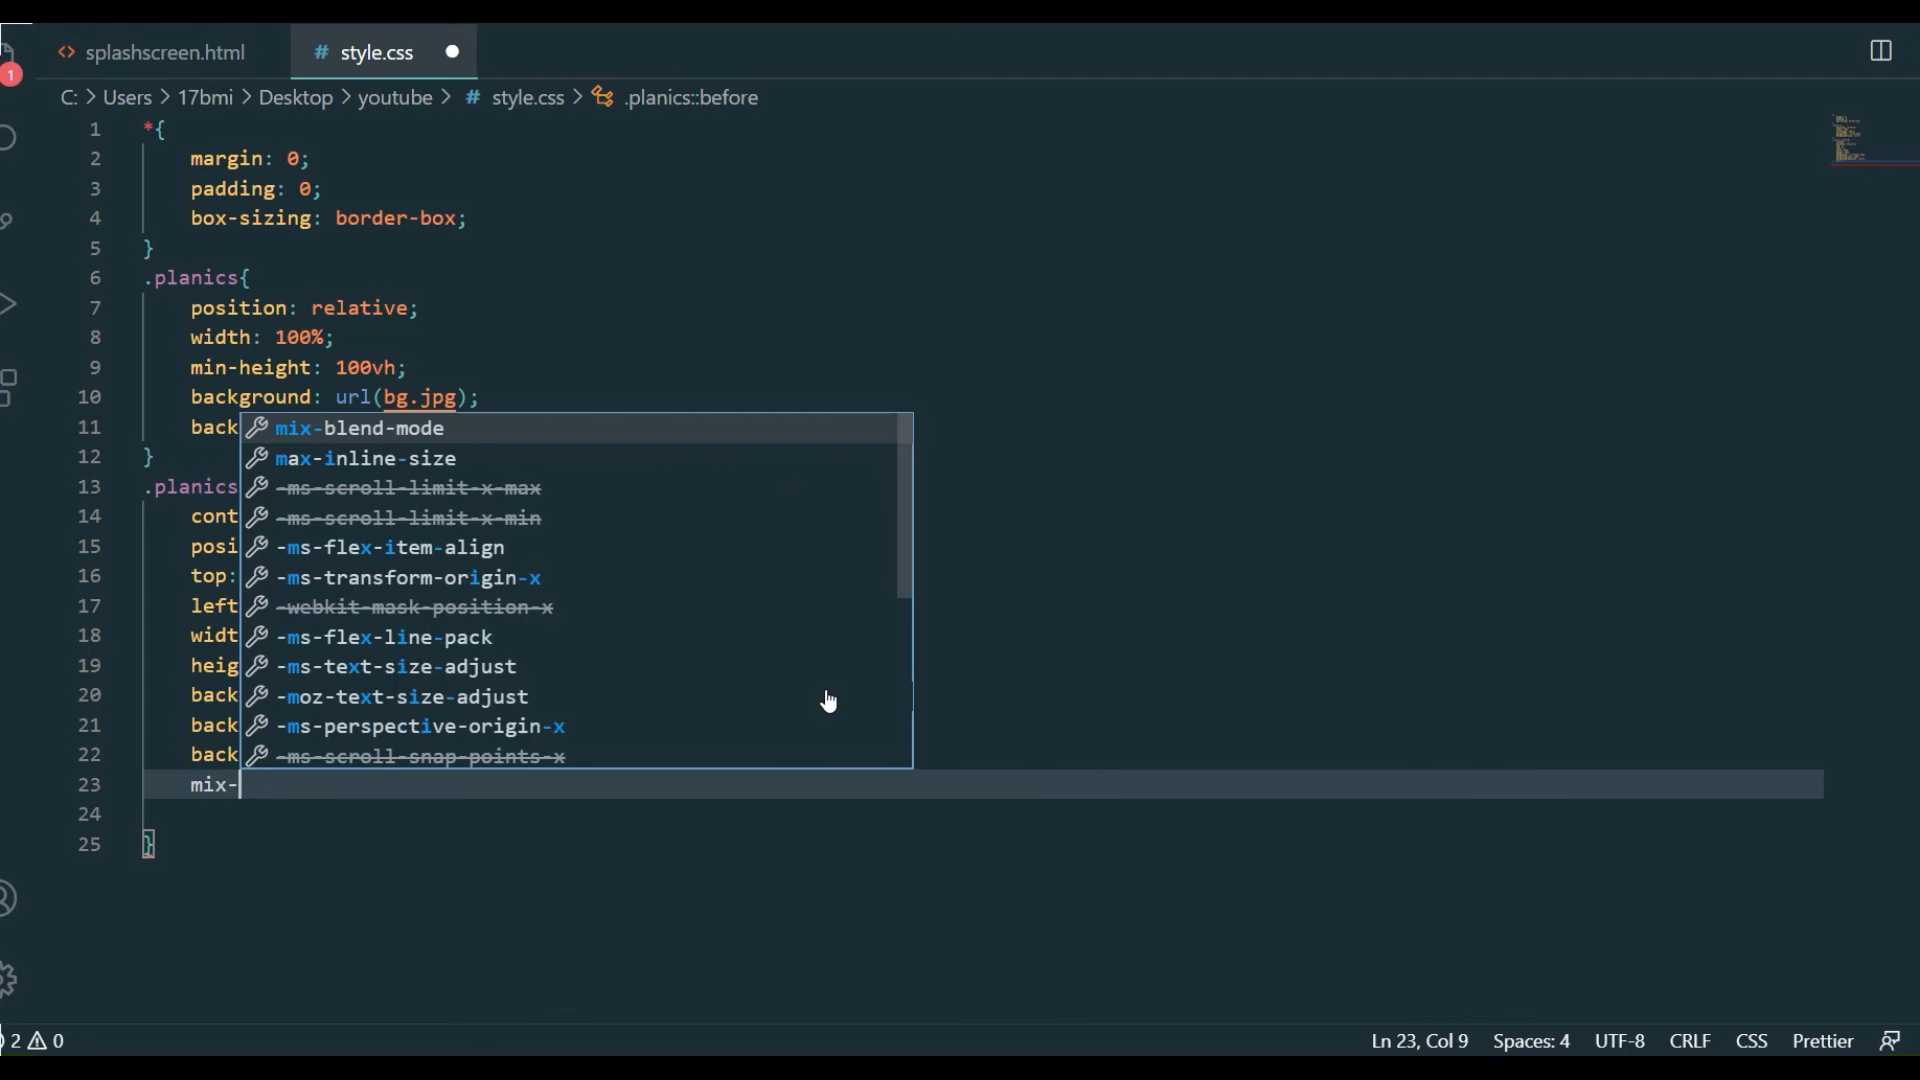 1
splashscreen.html
# style.css
C: > Users > 17bmi > Desktop > youtube > # style.css > .planics::before
1 *{
2 margin: 0;
3 padding: 0;
4 box-sizing: border-box;
5 }
6 .planics{
7 position: relative;
8 width: 100%;
9 min-height: 100vh;
10 background: url(bg.jpg);
11 back mix-blend-mode
12 } max-inline-size
13 .planics -ms-scroll-limit-x-max
14 cont -ms-scroll-limit-x-min
15 posi -ms-flex-item-align
16 top: -ms-transform-origin-x
17 left -webkit-mask-position-x
18 widt -ms-flex-line-pack
19 heig -ms-text-size-adjust
20 back -moz-text-size-adjust
21 back -ms-perspective-origin-x
22 back -ms-scroll-snap-points-x
23 mix-
24
25 }
2 0 Ln 23, Col 9 Spaces: 4 UTF-8 CRLF CSS Prettier